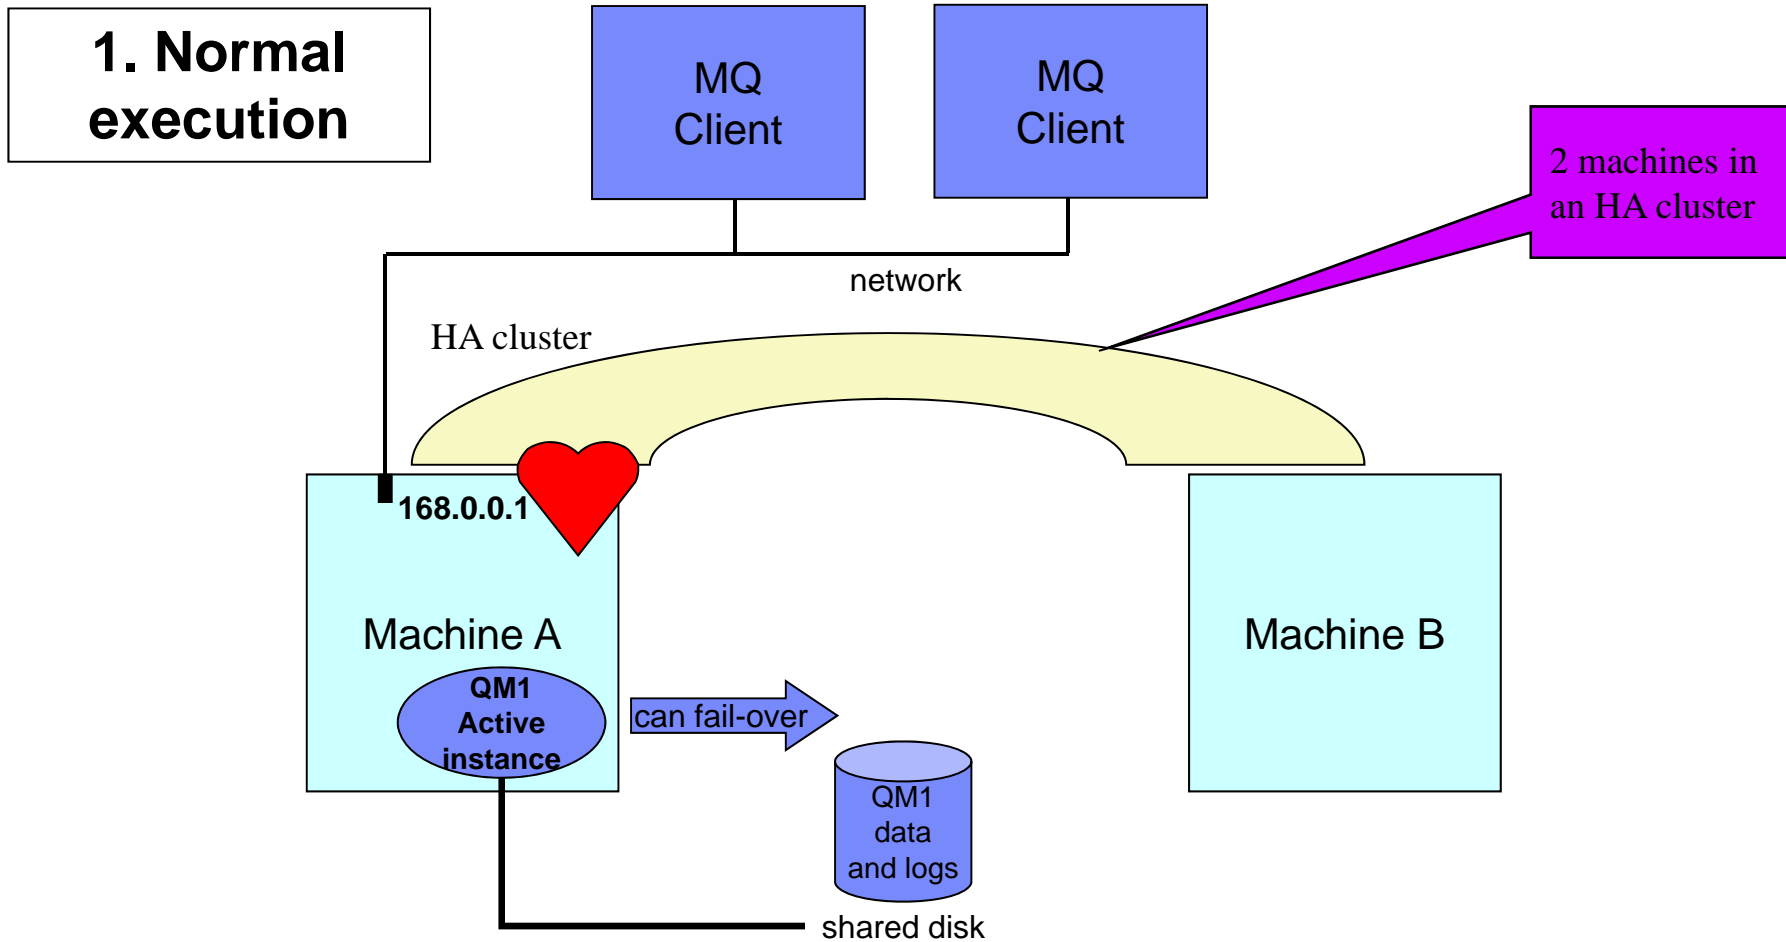 1. Normal
execution
MQ
Client
MQ
Client
2 machines in
an HA cluster
network
HA cluster
168.0.0.1
Machine A
Machine B
QM1
Active
instance
can fail-over
QM1
data
and logs
shared disk